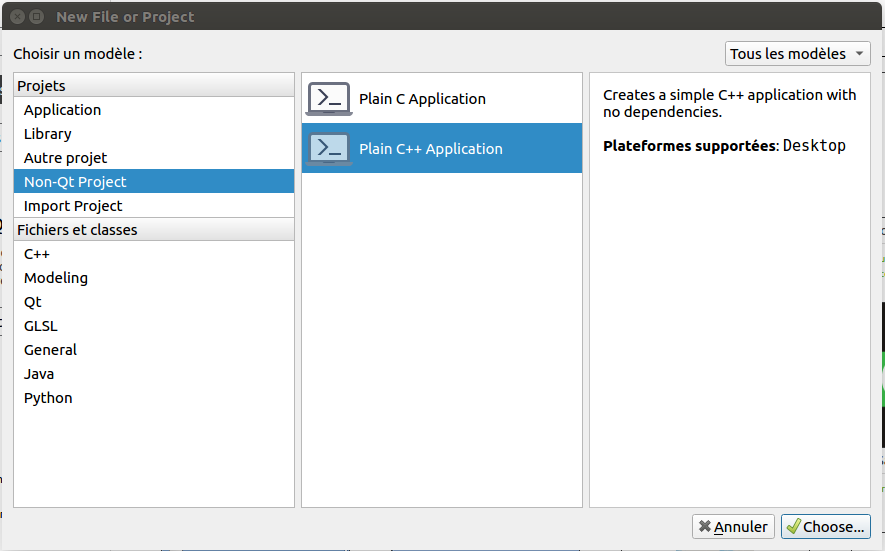 New File or Project
Choisir un modèle :
Tous les modèles
Projets
Application
Library
Autre projet
Non-Qt Project
Import Project
Fichiers et classes
C++
Modeling
Qt
GLSL
General
Java
Python
Plain C Application
Plain C++ Application
Creates a simple C++ application with
no dependencies.
Plateformes supportées: Desktop
Annuler
Choose...